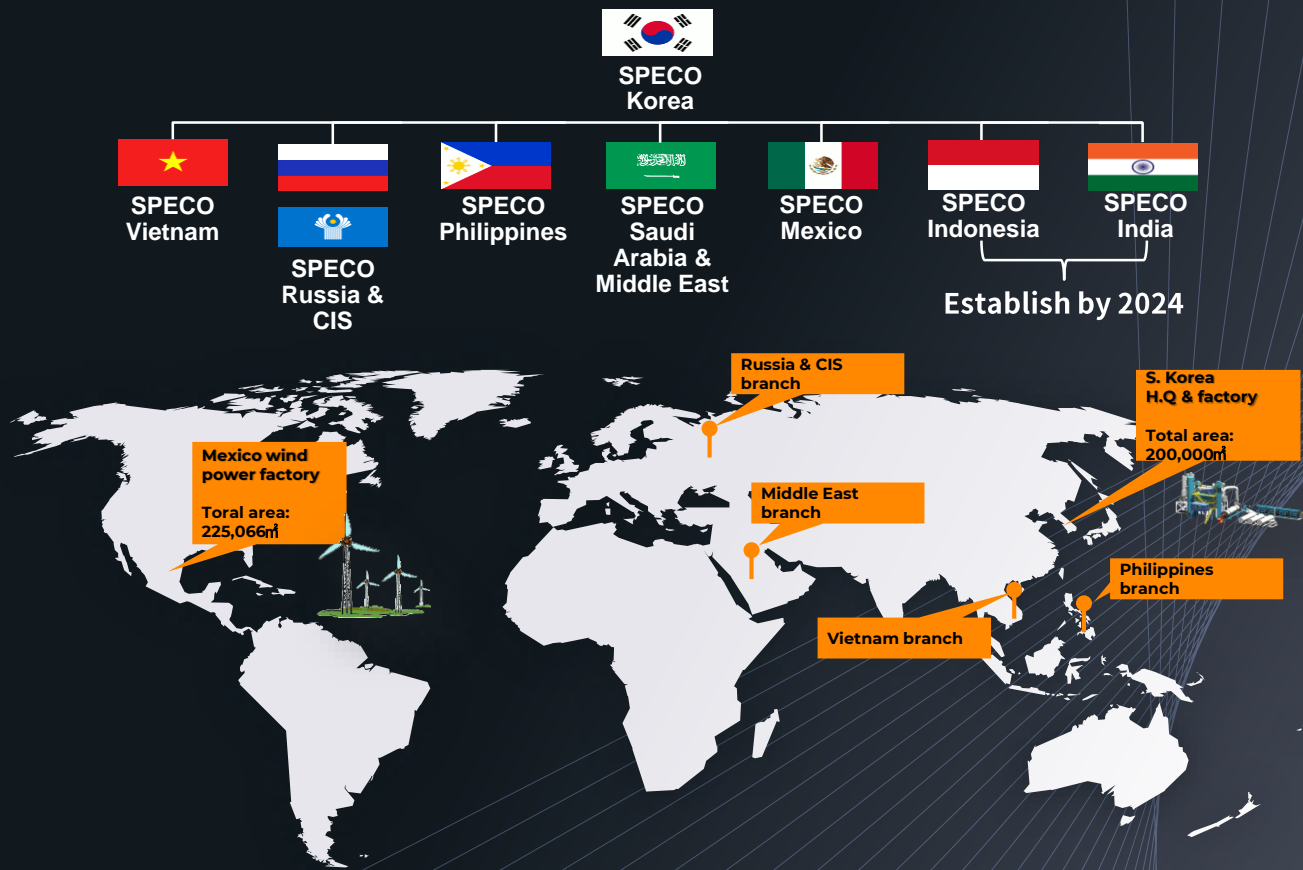 SPECO
Korea
SPECO
Vietnam
SPECO
Russia &
CIS
SPECO
Philippines
SPECO
Saudi
Arabia &
Middle East
SPECO
Mexico
SPECO
Indonesia
SPECO
India
Establish by 2024
Russia & CIS
branch
S. Korea
H.Q & factory
Total area:
200,000㎡
Mexico wind
power factory
Toral area:
225,066㎡
Middle East
branch
Philippines
branch
Vietnam branch